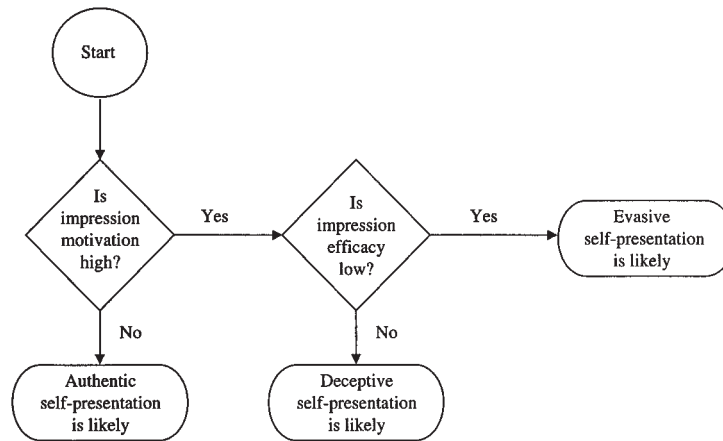 Start
Is
impression
motivation
high?
Yes
Is
impression
efficacy
low?
Yes
Evasive
self-presentation
is likely
No
No
Authentic
self-presentation
is likely
Deceptive
self-presentation
is likely